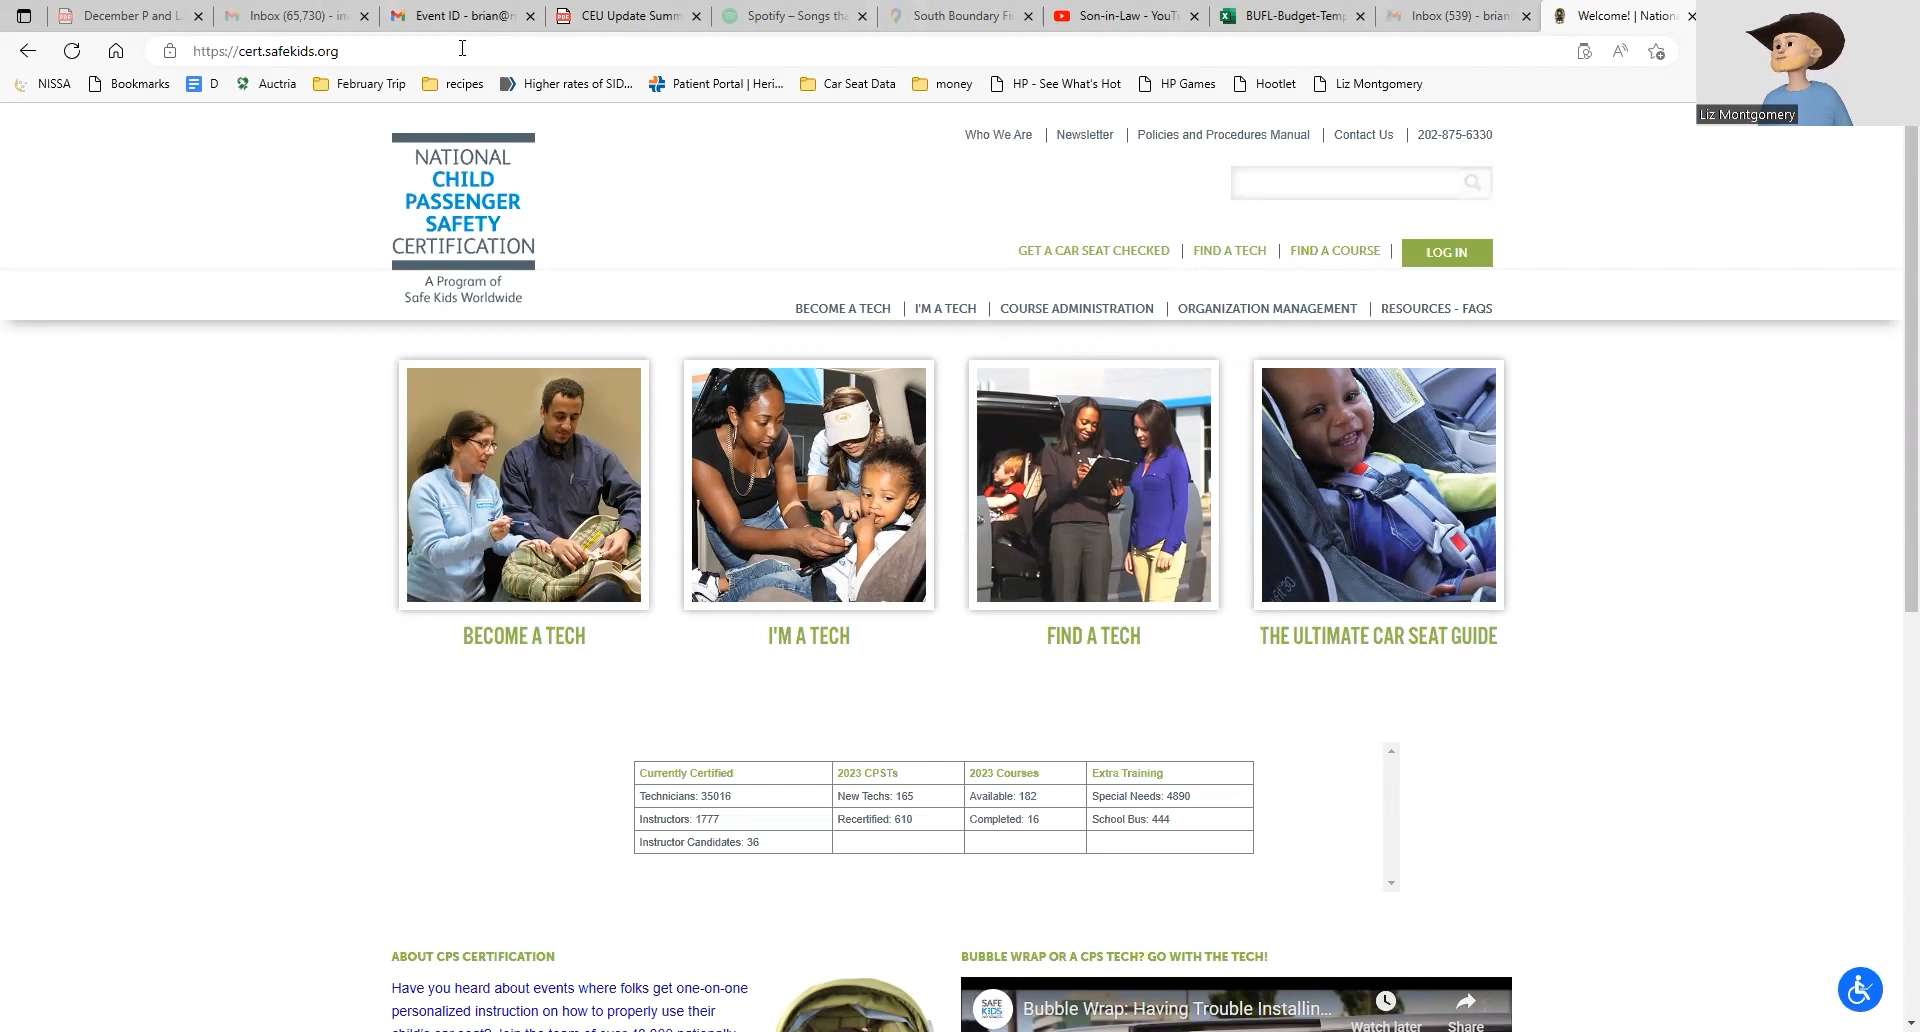 December P and L
Inbox (65,730) - in
Event ID - brian@
CEU Update Summ
Spotify – Songs tha
South Boundary Fi
Son-in-Law - YouTu
BUFL-Budget-Temp
Inbox (539) - brian
Welcome! | Nation
https://cert.safekids.org
NISSA
Bookmarks
D
Auctria
February Trip
recipes
Higher rates of SID...
Patient Portal | Heri...
Car Seat Data
money
HP - See What's Hot
HP Games
Hootlet
Liz Montgomery
Liz Montgomery
Who We Are | Newsletter | Policies and Procedures Manual | Contact Us | 202-875-6330
NATIONAL
CHILD
PASSENGER
SAFETY
CERTIFICATION
A Program of
Safe Kids Worldwide
GET A CAR SEAT CHECKED | FIND A TECH | FIND A COURSE | LOG IN
BECOME A TECH | I'M A TECH | COURSE ADMINISTRATION | ORGANIZATION MANAGEMENT | RESOURCES - FAQS
BECOME A TECH
I'M A TECH
FIND A TECH
THE ULTIMATE CAR SEAT GUIDE
Currently Certified 2023 CPSTs 2023 Courses Extra Training
Technicians: 35016 New Techs: 165 Available: 182 Special Needs: 4890
Instructors: 1777 Recertified: 610 Completed: 16 School Bus: 444
Instructor Candidates: 36
ABOUT CPS CERTIFICATION
Have you heard about events where folks get one-on-one
personalized instruction on how to properly use their
BUBBLE WRAP OR A CPS TECH? GO WITH THE TECH!
SAFE KIDS
Bubble Wrap: Having Trouble Installin...
Watch later
Share